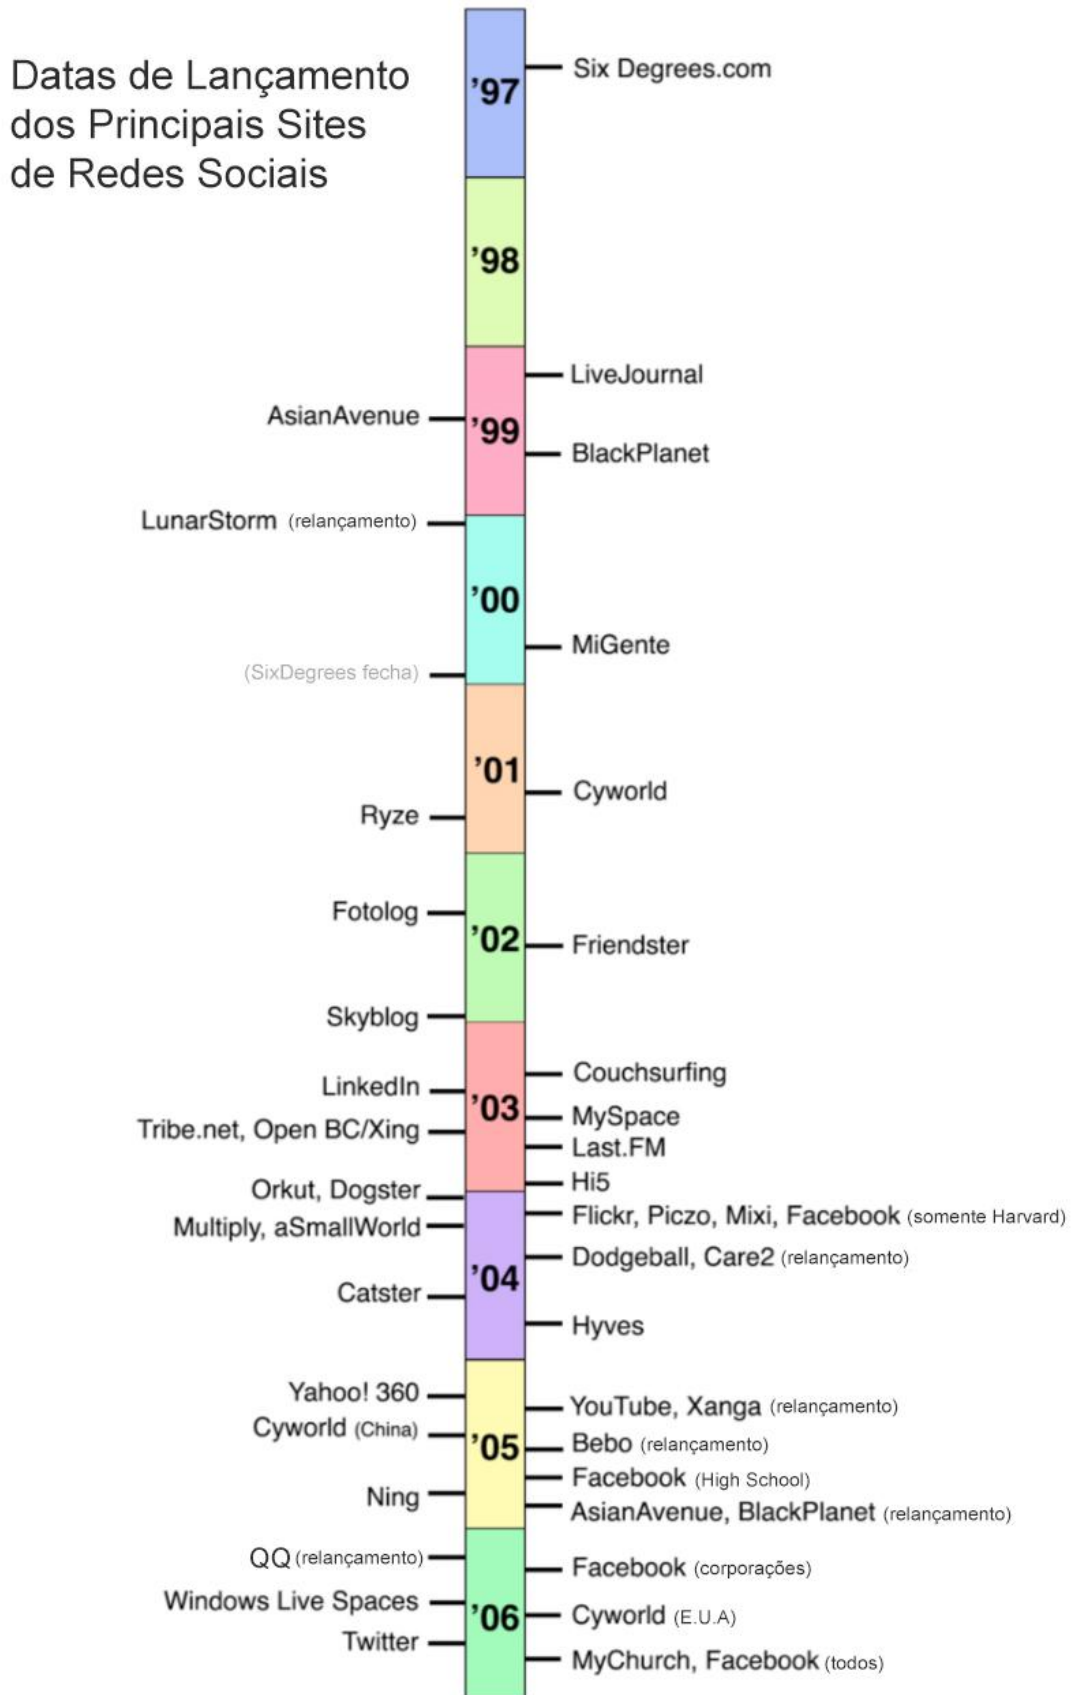 Datas de Lançamento
dos Principais Sites
de Redes Sociais
'97
Six Degrees.com
'98
LiveJournal
AsianAvenue
'99
BlackPlanet
LunarStorm (relançamento)
'00
MiGente
(SixDegrees fecha)
'01
Cyworld
Ryze
Fotolog
'02
Friendster
Skyblog
Couchsurfing
LinkedIn
'03
MySpace
Tribe.net, Open BC/Xing
Last.FM
Hi5
Orkut, Dogster
Flickr, Piczo, Mixi, Facebook (somente Harvard)
Multiply, aSmallWorld
Dodgeball, Care2 (relançamento)
'04
Catster
Hyves
Yahoo! 360
YouTube, Xanga (relançamento)
Cyworld (China)
'05
Bebo (relançamento)
Facebook (High School)
Ning
AsianAvenue, BlackPlanet (relançamento)
QQ (relançamento)
Facebook (corporações)
Windows Live Spaces
'06
Cyworld (E.U.A)
Twitter
MyChurch, Facebook (todos)